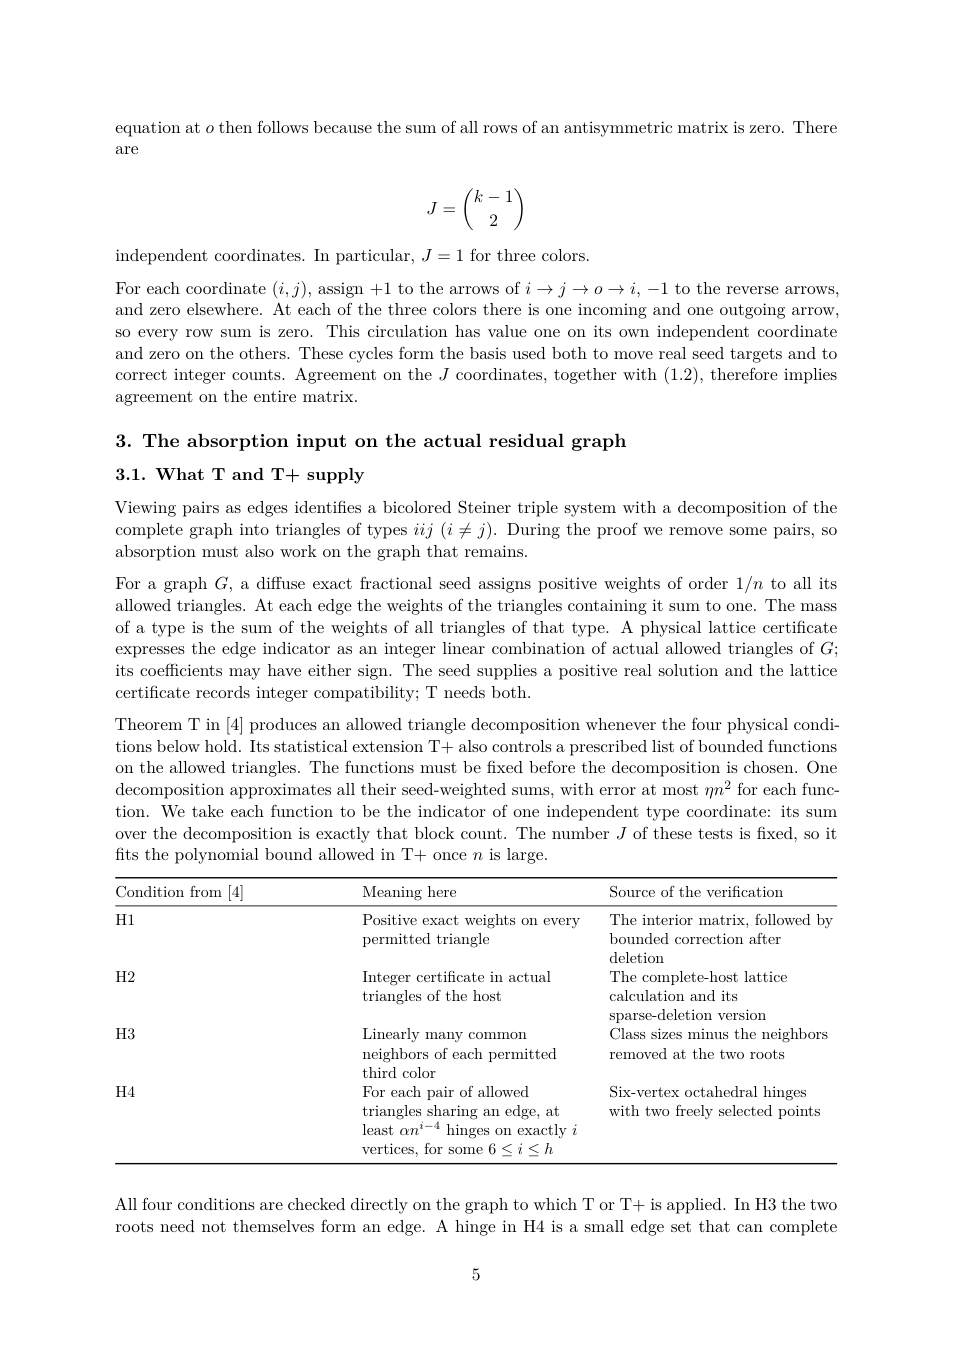 equation at o then follows because the sum of all rows of an antisymmetric matrix is zero. There
are
J = \binom{k − 1}{2}
independent coordinates. In particular, J = 1 for three colors.
For each coordinate (i, j), assign +1 to the arrows of i → j → o → i, −1 to the reverse arrows,
and zero elsewhere. At each of the three colors there is one incoming and one outgoing arrow,
so every row sum is zero. This circulation has value one on its own independent coordinate
and zero on the others. These cycles form the basis used both to move real seed targets and to
correct integer counts. Agreement on the J coordinates, together with (1.2), therefore implies
agreement on the entire matrix.
3. The absorption input on the actual residual graph
3.1. What T and T+ supply
Viewing pairs as edges identifies a bicolored Steiner triple system with a decomposition of the
complete graph into triangles of types iij (i ≠ j). During the proof we remove some pairs, so
absorption must also work on the graph that remains.
For a graph G, a diffuse exact fractional seed assigns positive weights of order 1/n to all its
allowed triangles. At each edge the weights of the triangles containing it sum to one. The mass
of a type is the sum of the weights of all triangles of that type. A physical lattice certificate
expresses the edge indicator as an integer linear combination of actual allowed triangles of G;
its coefficients may have either sign. The seed supplies a positive real solution and the lattice
certificate records integer compatibility; T needs both.
Theorem T in [4] produces an allowed triangle decomposition whenever the four physical condi-
tions below hold. Its statistical extension T+ also controls a prescribed list of bounded functions
on the allowed triangles. The functions must be fixed before the decomposition is chosen. One
decomposition approximates all their seed-weighted sums, with error at most ηn² for each func-
tion. We take each function to be the indicator of one independent type coordinate: its sum
over the decomposition is exactly that block count. The number J of these tests is fixed, so it
fits the polynomial bound allowed in T+ once n is large.
Condition from [4] Meaning here Source of the verification
H1 Positive exact weights on every The interior matrix, followed by
permitted triangle bounded correction after
deletion
H2 Integer certificate in actual The complete-host lattice
triangles of the host calculation and its
sparse-deletion version
H3 Linearly many common Class sizes minus the neighbors
neighbors of each permitted removed at the two roots
third color
H4 For each pair of allowed Six-vertex octahedral hinges
triangles sharing an edge, at with two freely selected points
least αn^{i−4} hinges on exactly i
vertices, for some 6 ≤ i ≤ h
All four conditions are checked directly on the graph to which T or T+ is applied. In H3 the two
roots need not themselves form an edge. A hinge in H4 is a small edge set that can complete
5